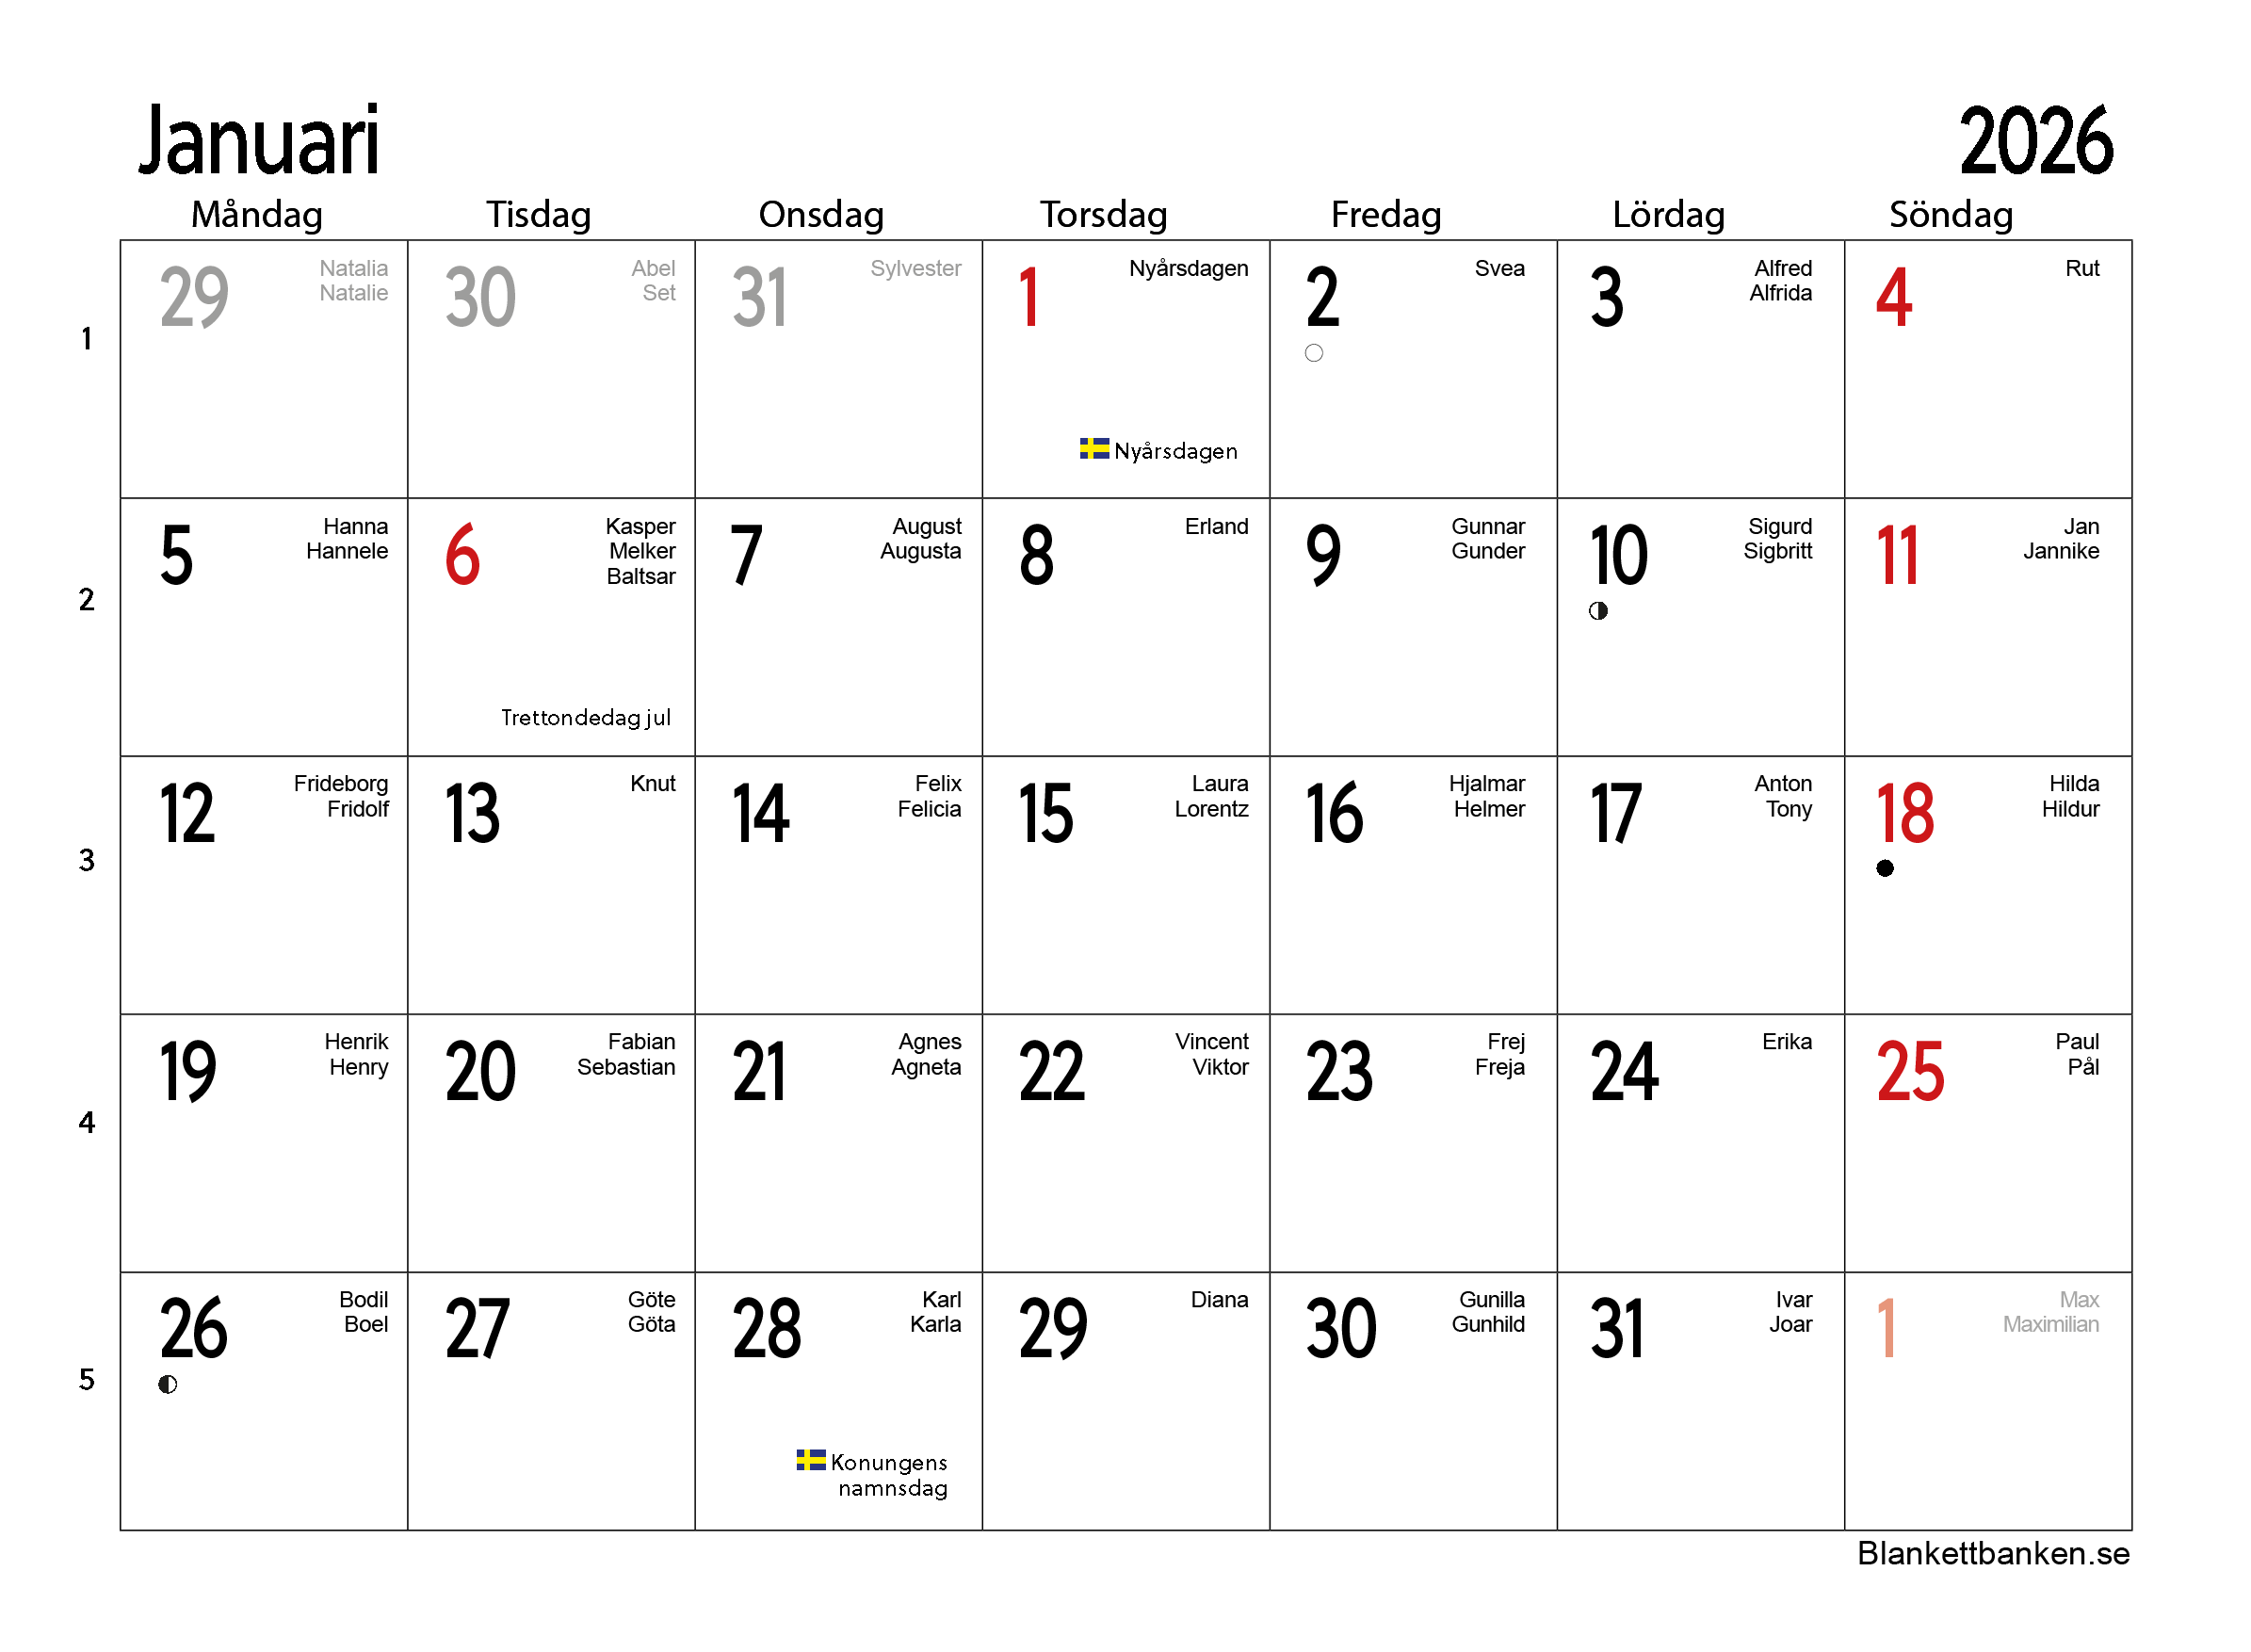 Januari 2026
Måndag Tisdag Onsdag Torsdag Fredag Lördag Söndag
1
29 Natalia
Natalie
30 Abel
Set
31 Sylvester
1 Nyårsdagen
Nyårsdagen
2 Svea
3 Alfred
Alfrida
4 Rut
2
5 Hanna
Hannele
6 Kasper
Melker
Baltsar
Trettondedag jul
7 August
Augusta
8 Erland
9 Gunnar
Gunder
10 Sigurd
Sigbritt
11 Jan
Jannike
3
12 Frideborg
Fridolf
13 Knut
14 Felix
Felicia
15 Laura
Lorentz
16 Hjalmar
Helmer
17 Anton
Tony
18 Hilda
Hildur
4
19 Henrik
Henry
20 Fabian
Sebastian
21 Agnes
Agneta
22 Vincent
Viktor
23 Frej
Freja
24 Erika
25 Paul
Pål
5
26 Bodil
Boel
27 Göte
Göta
28 Karl
Karla
Konungens
namnsdag
29 Diana
30 Gunilla
Gunhild
31 Ivar
Joar
1 Max
Maximilian
Blankettbanken.se